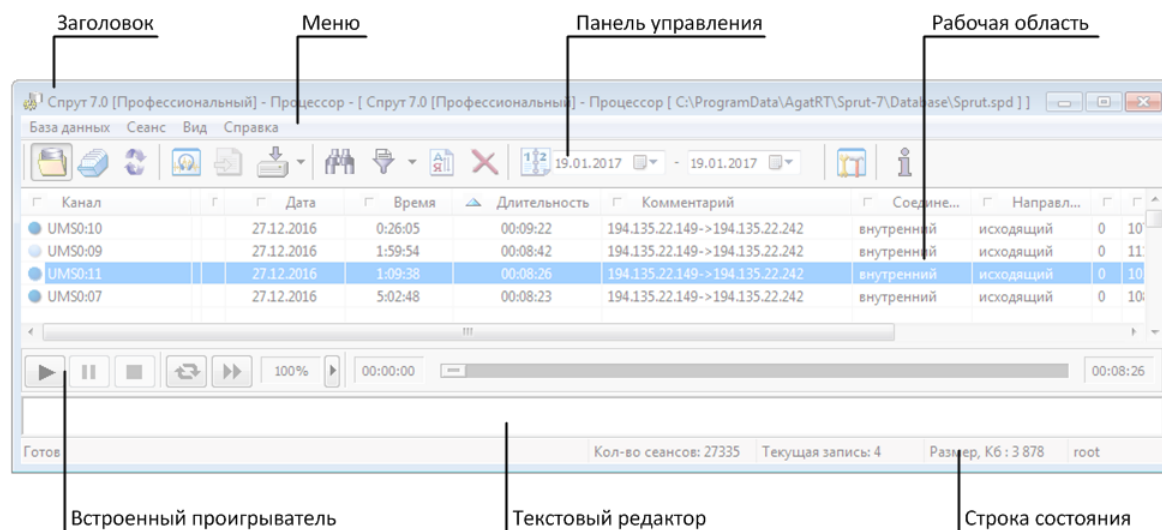 Заголовок Меню Панель управления Рабочая область
Спрут 7.0 [Профессиональный] - Процессор - [ Спрут 7.0 [Профессиональный] - Процессор [ C:\ProgramData\AgatRT\Sprut-7\Database\Sprut.spd ] ]
База данных Сеанс Вид Справка
19.01.2017 - 19.01.2017
Канал Дата Время Длительность Комментарий Соедине... Направл...
UMS0:10 27.12.2016 0:26:05 00:09:22 194.135.22.149->194.135.22.242 внутренний исходящий 0
UMS0:09 27.12.2016 1:59:54 00:08:42 194.135.22.149->194.135.22.242 внутренний исходящий 0
UMS0:11 27.12.2016 1:09:38 00:08:26 194.135.22.149->194.135.22.242 внутренний исходящий 0
UMS0:07 27.12.2016 5:02:48 00:08:23 194.135.22.149->194.135.22.242 внутренний исходящий 0
100% 00:00:00 00:08:26
Готов Кол-во сеансов: 27335 Текущая запись: 4 Размер, Кб : 3 878 root
Встроенный проигрыватель Текстовый редактор Строка состояния